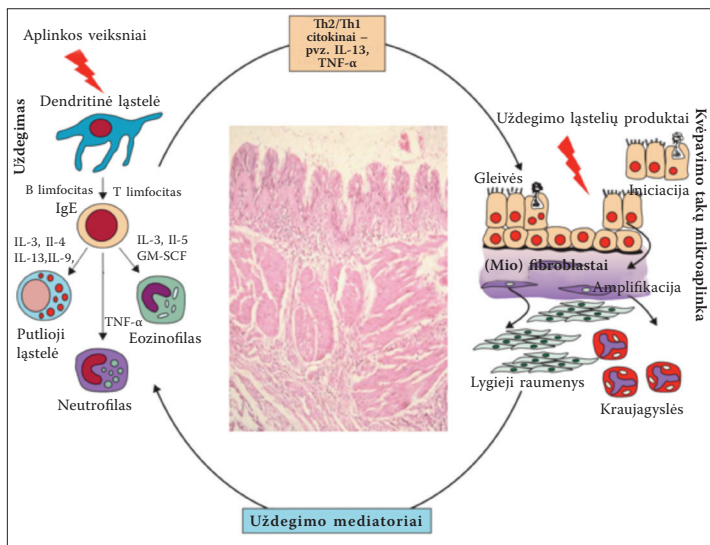 Th2/Th1
citokinai –
pvz. IL-13,
TNF-α
Aplinkos veiksniai
Uždegimas
Dendritinė ląstelė
B limfocitas
T limfocitas
IgE
IL-3, Il-4
IL-13,IL-9,
IL-3, Il-5
GM-SCF
TNF-α
Putlioji
ląstelė
Eozinofilas
Neutrofilas
Uždegimo ląstelių produktai
Kvėpavimo takų mikroaplinka
Gleivės
Iniciacija
(Mio) fibroblastai
Amplifikacija
Lygieji raumenys
Kraujagyslės
Uždegimo mediatoriai